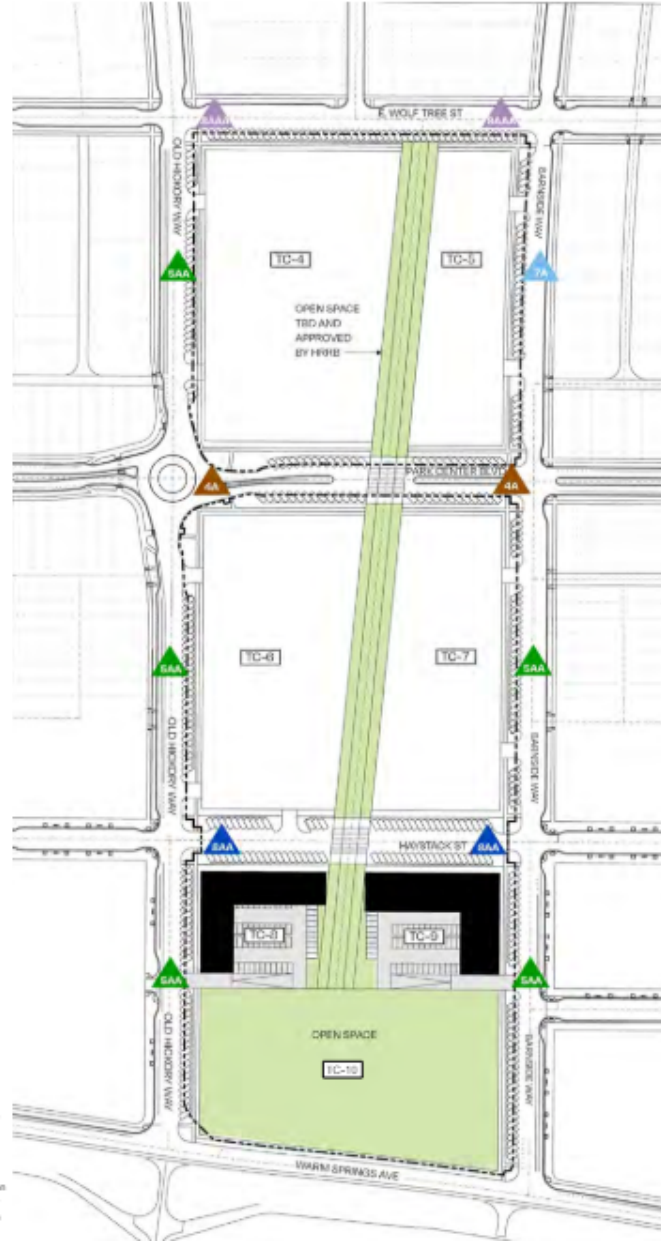 E. WOLF TREE ST
OLD HICKORY WAY
BARNSIDE WAY
5AA
TC-4
TC-5
7A
OPEN SPACE
TBD AND
APPROVED
BY HRRB
PARK CENTER BLVD
4A
4A
TC-6
TC-7
5AA
5AA
OLD HICKORY WAY
BARNSIDE WAY
8AA
HAYSTACK ST
8AA
TC-8
TC-9
5AA
5AA
OPEN SPACE
OLD HICKORY WAY
TC-10
BARNSIDE WAY
WARM SPRINGS AVE